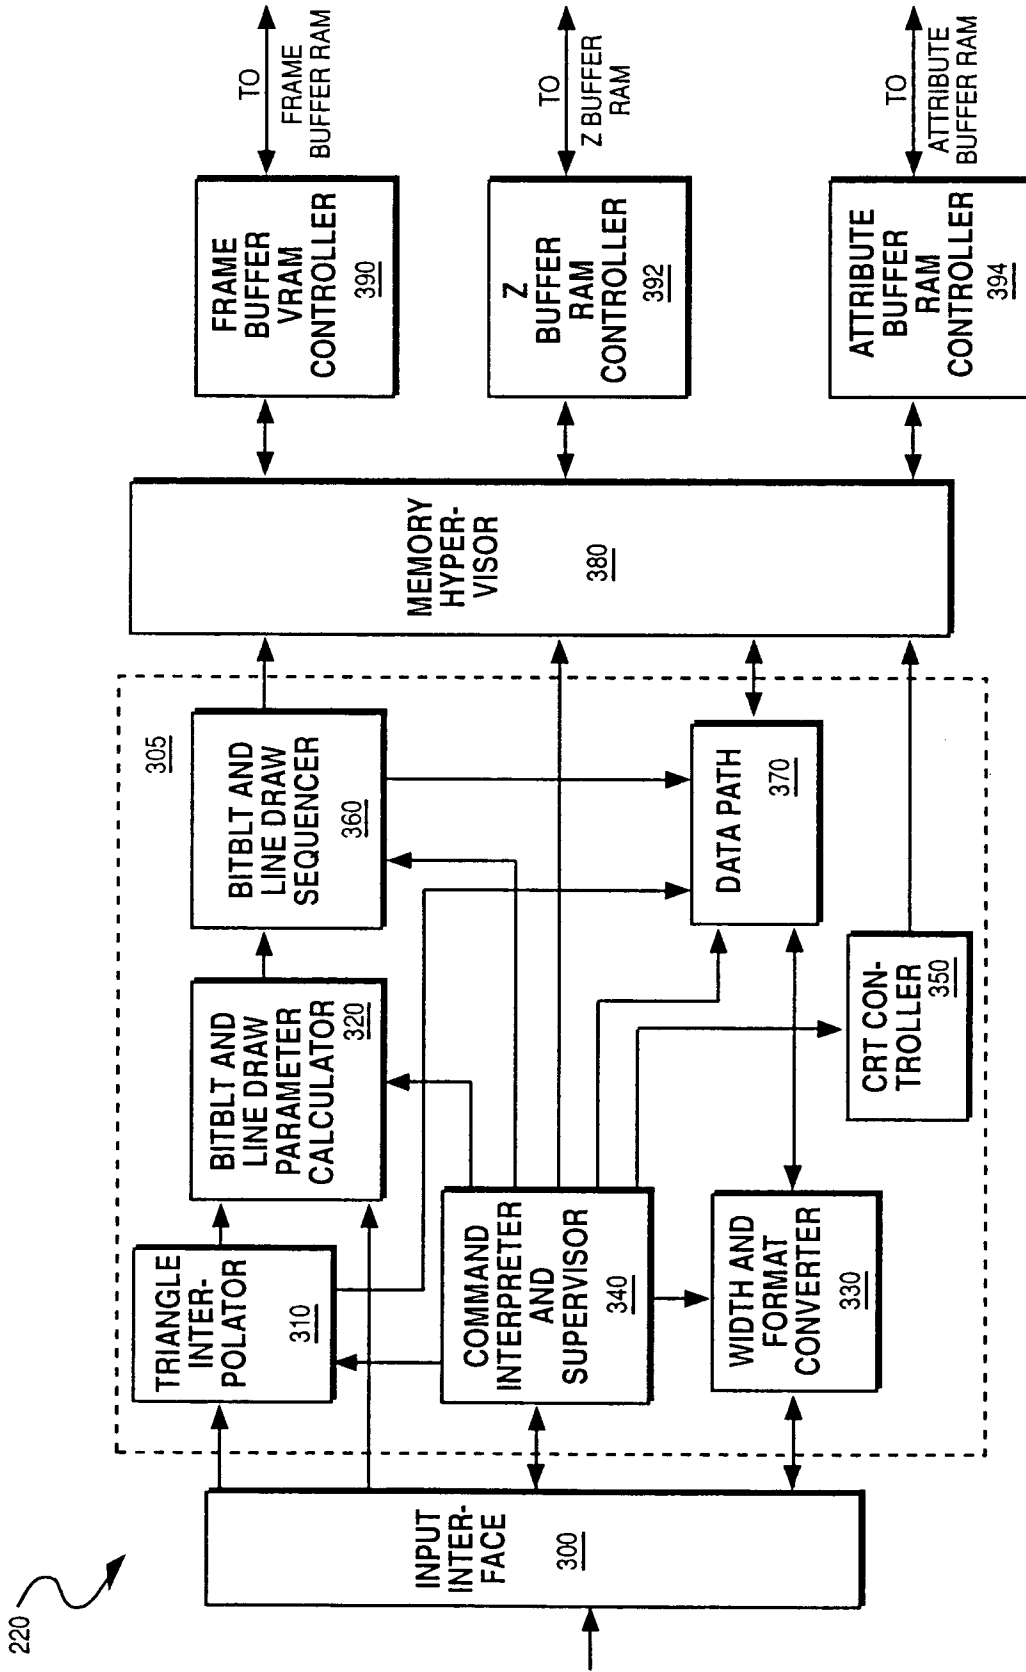 220
INPUT
INTER-
FACE
300
305
TRIANGLE
INTER-
POLATOR
310
BITBLT AND
LINE DRAW
PARAMETER
CALCULATOR
320
BITBLT AND
LINE DRAW
SEQUENCER
360
COMMAND
INTERPRETER
AND
SUPERVISOR
340
WIDTH AND
FORMAT
CONVERTER
330
DATA PATH
370
CRT CON-
TROLLER
350
MEMORY
HYPER-
VISOR
380
FRAME
BUFFER
VRAM
CONTROLLER
390
TO
FRAME
BUFFER RAM
Z
BUFFER
RAM
CONTROLLER
392
TO
Z BUFFER
RAM
ATTRIBUTE
BUFFER
RAM
CONTROLLER
394
TO
ATTRIBUTE
BUFFER RAM